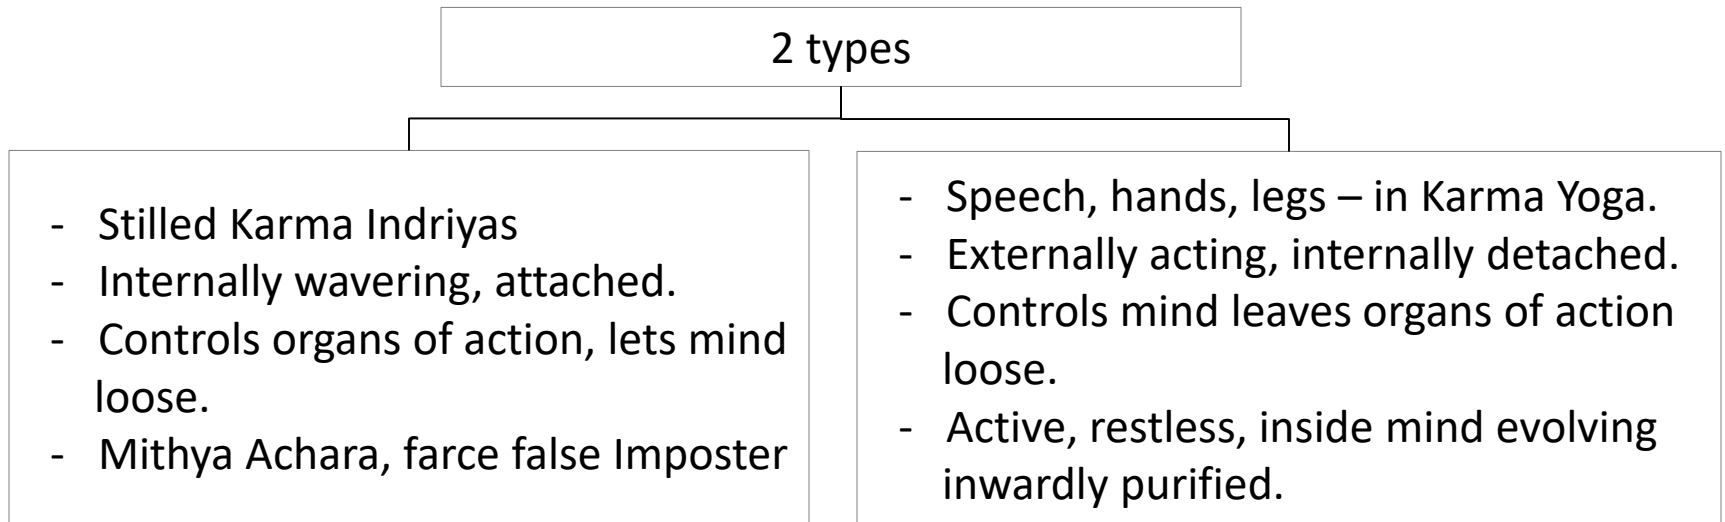 2 types
- Stilled Karma Indriyas
- Internally wavering, attached.
- Controls organs of action, lets mind
loose.
- Mithya Achara, farce false Imposter
- Speech, hands, legs – in Karma Yoga.
- Externally acting, internally detached.
- Controls mind leaves organs of action
loose.
- Active, restless, inside mind evolving
inwardly purified.